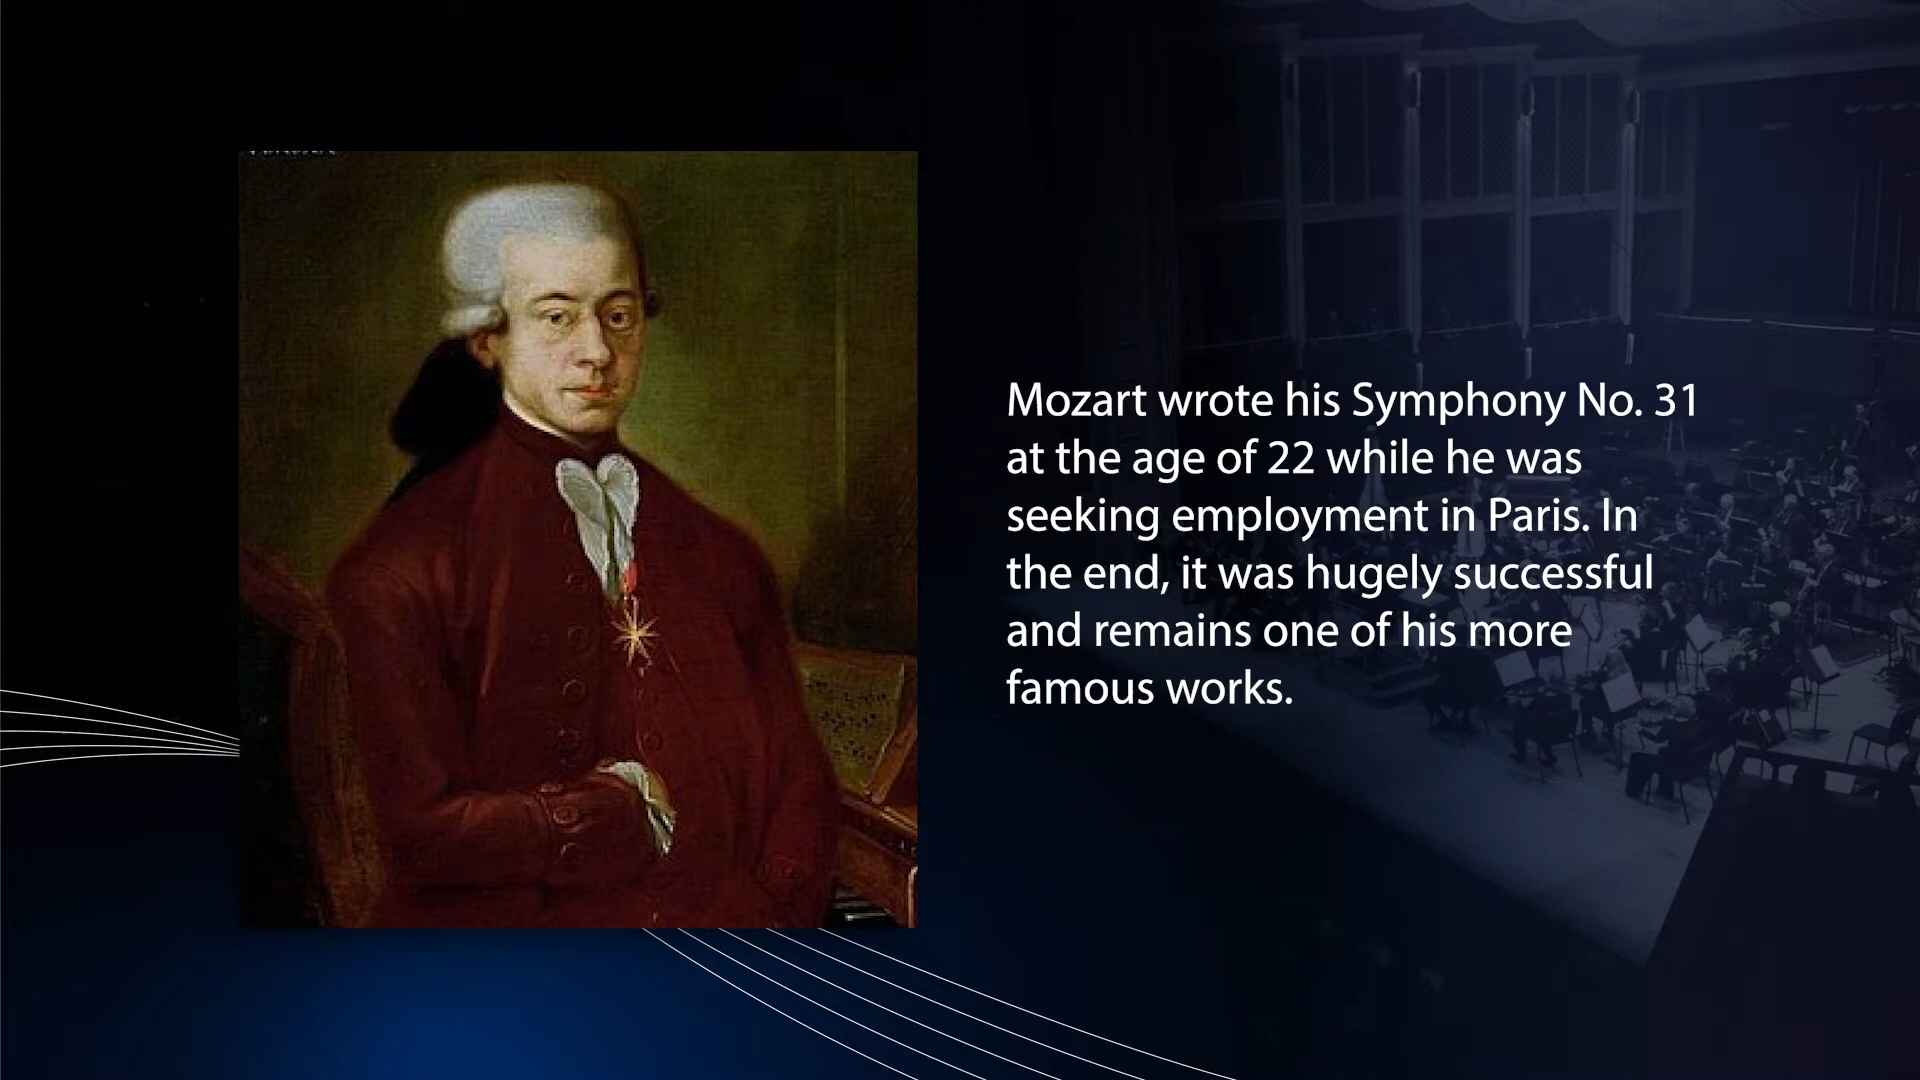 Mozart wrote his Symphony No. 31
at the age of 22 while he was
seeking employment in Paris. In
the end, it was hugely successful
and remains one of his more
famous works.